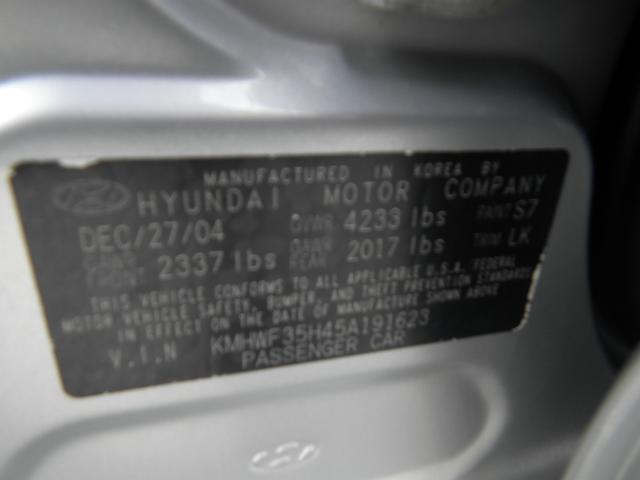 MANUFACTURED IN KOREA BY
HYUNDAI MOTOR COMPANY
DEC/27/04 GVWR 4233 lbs PAINT S7
GAWR FRONT 2337 lbs GAWR REAR 2017 lbs TRIM LK
THIS VEHICLE CONFORMS TO ALL APPLICABLE U.S.A. FEDERAL
MOTOR VEHICLE SAFETY, BUMPER, AND THEFT PREVENTION STANDARDS
IN EFFECT ON THE DATE OF MANUFACTURE SHOWN ABOVE
V.I.N KMHWF35H45A191623
PASSENGER CAR